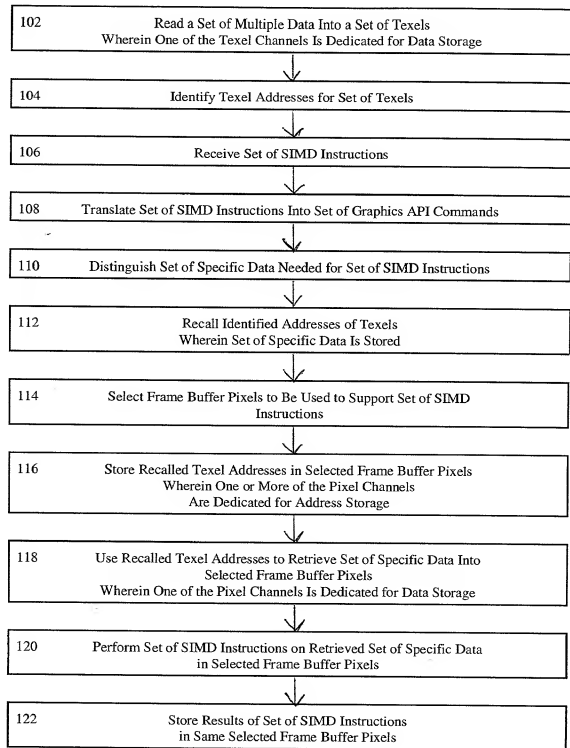 102 Read a Set of Multiple Data Into a Set of Texels
Wherein One of the Texel Channels Is Dedicated for Data Storage
104 Identify Texel Addresses for Set of Texels
106 Receive Set of SIMD Instructions
108 Translate Set of SIMD Instructions Into Set of Graphics API Commands
110 Distinguish Set of Specific Data Needed for Set of SIMD Instructions
112 Recall Identified Addresses of Texels
Wherein Set of Specific Data Is Stored
114 Select Frame Buffer Pixels to Be Used to Support Set of SIMD
Instructions
116 Store Recalled Texel Addresses in Selected Frame Buffer Pixels
Wherein One or More of the Pixel Channels
Are Dedicated for Address Storage
118 Use Recalled Texel Addresses to Retrieve Set of Specific Data Into
Selected Frame Buffer Pixels
Wherein One of the Pixel Channels Is Dedicated for Data Storage
120 Perform Set of SIMD Instructions on Retrieved Set of Specific Data
in Selected Frame Buffer Pixels
122 Store Results of Set of SIMD Instructions
in Same Selected Frame Buffer Pixels